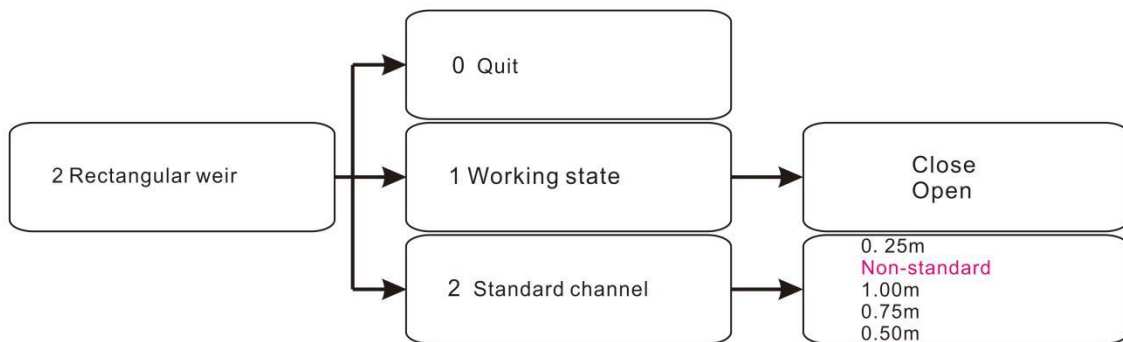 0 Quit
2 Rectangular weir
1 Working state
Close
Open
2 Standard channel
0. 25m
Non-standard
1.00m
0.75m
0.50m